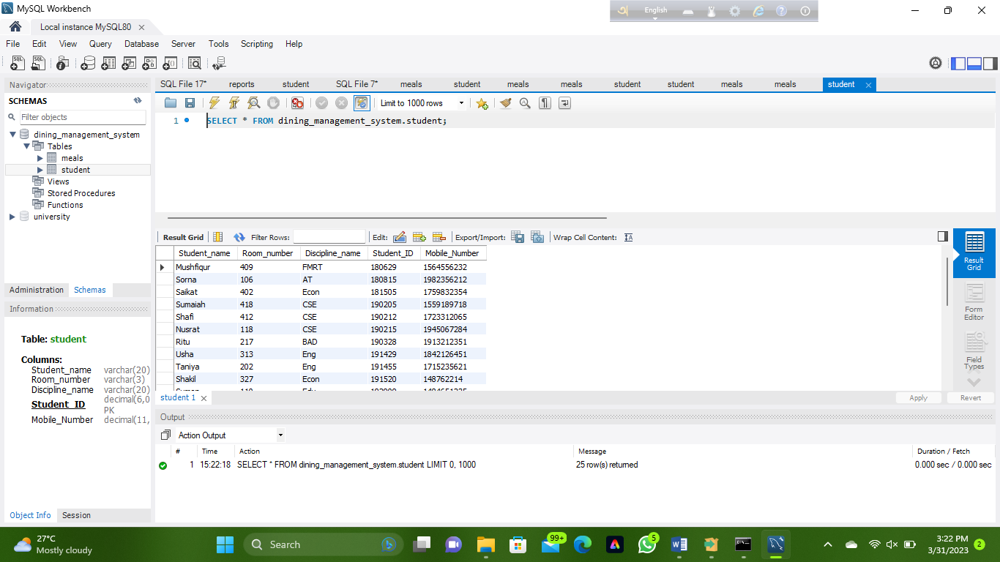 MySQL Workbench
English
Local instance MySQL80
File Edit View Query Database Server Tools Scripting Help
Navigator
SCHEMAS
Filter objects
dining_management_system
Tables
meals
student
Views
Stored Procedures
Functions
university
Administration Schemas
Information
Table: student
Columns:
Student_name varchar(20)
Room_number varchar(3)
Discipline_name varchar(20)
Student_ID decimal(6,0
PK
Mobile_Number decimal(11,
Object Info Session
SQL File 17* reports student SQL File 7* meals student meals meals student student meals meals student
Limit to 1000 rows
1 SELECT * FROM dining_management_system.student;
Result Grid Filter Rows: Edit: Export/Import: Wrap Cell Content:
Student_name Room_number Discipline_name Student_ID Mobile_Number
Mushfiqur 409 FMRT 180629 1564556232
Sorna 106 AT 180815 1982356212
Saikat 402 Econ 181505 1759832354
Sumaiah 418 CSE 190205 1559189718
Shafi 412 CSE 190212 1723312065
Nusrat 118 CSE 190215 1945067284
Ritu 217 BAD 190328 1913212351
Usha 313 Eng 191429 1842126451
Taniya 202 Eng 191455 1715235621
Shakil 327 Econ 191520 148762214
Result
Grid
Form
Editor
Field
Types
student 1
Apply Revert
Output
Action Output
# Time Action Message Duration / Fetch
1 15:22:18 SELECT * FROM dining_management_system.student LIMIT 0, 1000 25 row(s) returned 0.000 sec / 0.000 sec
27°C
Mostly cloudy
Search
99+
5
3:22 PM
3/31/2023
2